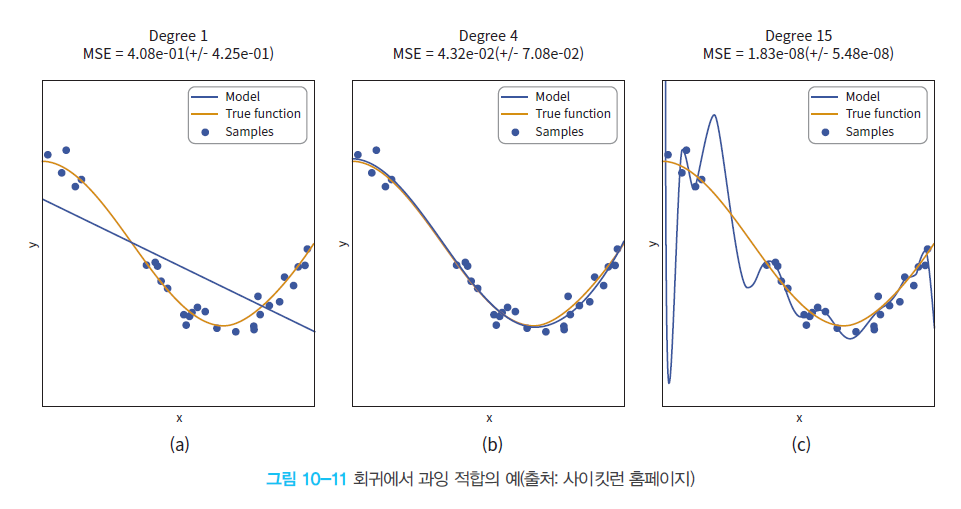 Degree 1
MSE = 4.08e-01(+/- 4.25e-01)
Model
True function
Samples
y
x
(a)
Degree 4
MSE = 4.32e-02(+/- 7.08e-02)
Model
True function
Samples
y
x
(b)
Degree 15
MSE = 1.83e-08(+/- 5.48e-08)
Model
True function
Samples
y
x
(c)
그림 10-11 회귀에서 과잉 적합의 예(출처: 사이킷런 홈페이지)